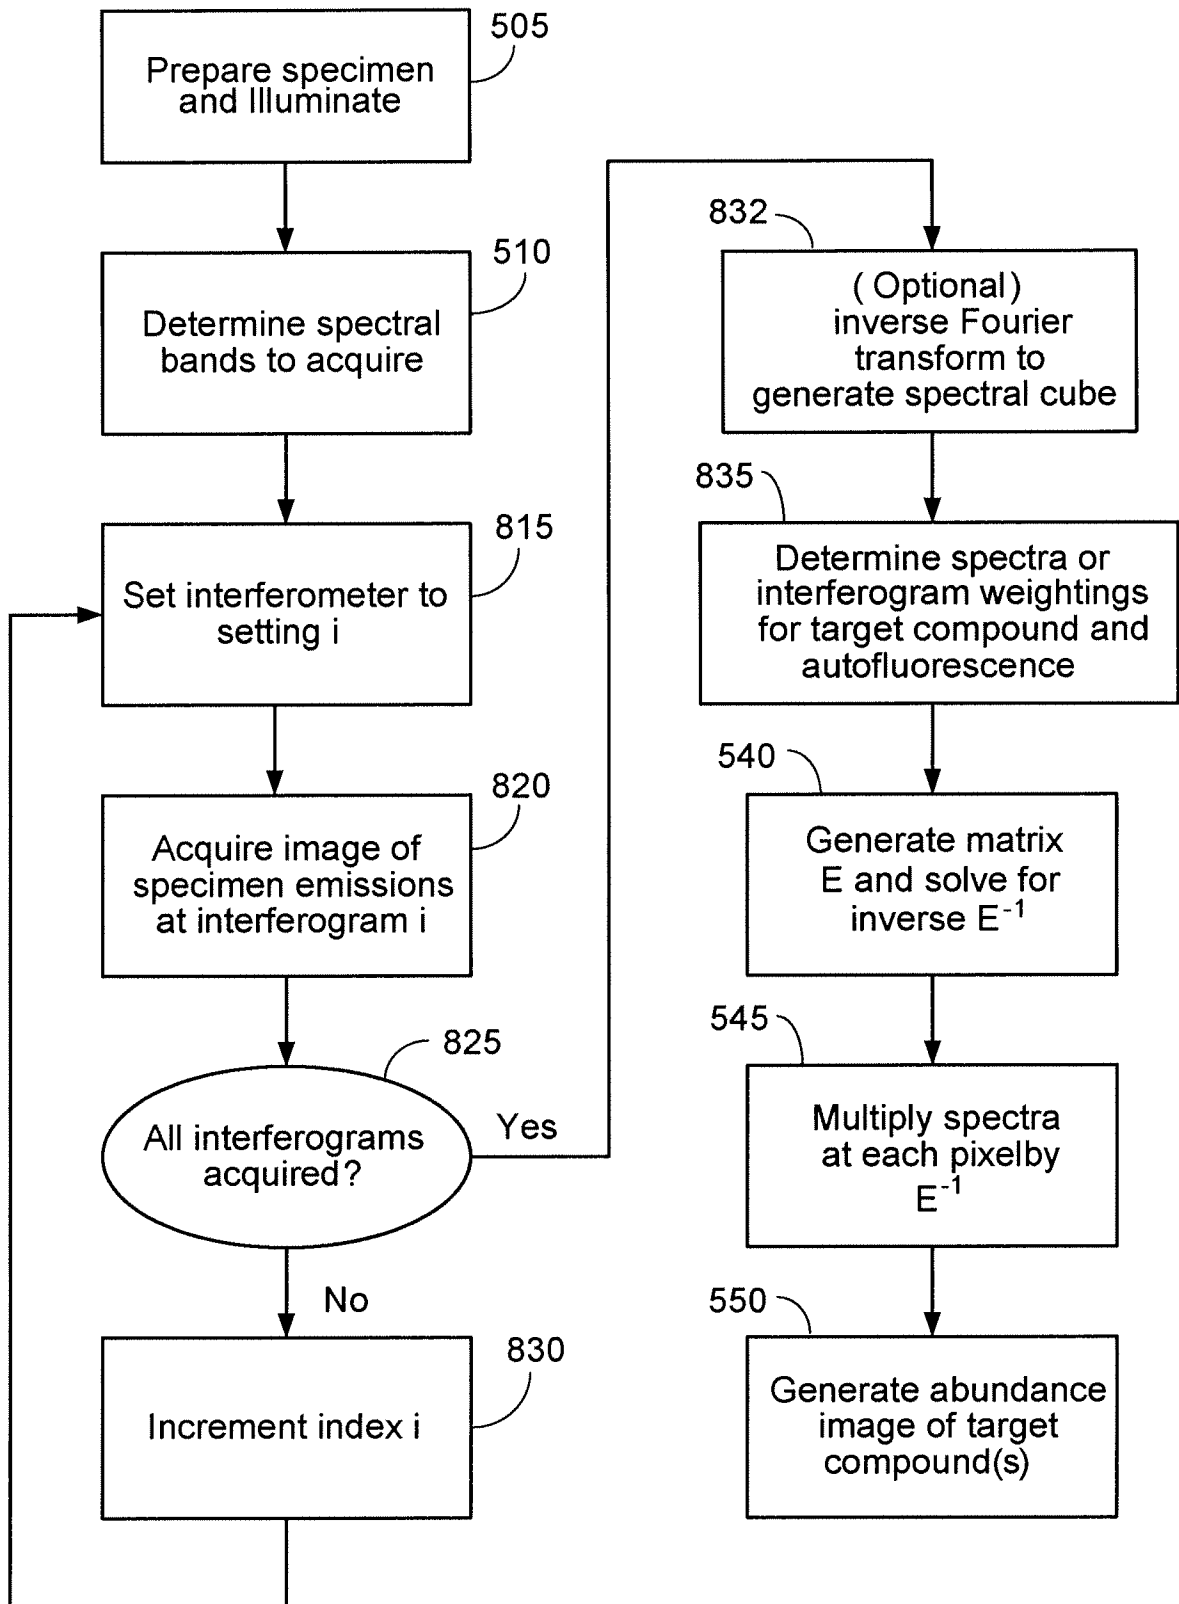 505
Prepare specimen
and Illuminate
510
Determine spectral
bands to acquire
815
Set interferometer to
setting i
820
Acquire image of
specimen emissions
at interferogram i
825
All interferograms
acquired?
Yes
No
830
Increment index i
832
( Optional)
inverse Fourier
transform to
generate spectral cube
835
Determine spectra or
interferogram weightings
for target compound and
autofluorescence
540
Generate matrix
E and solve for
inverse E⁻¹
545
Multiply spectra
at each pixelby
E⁻¹
550
Generate abundance
image of target
compound(s)